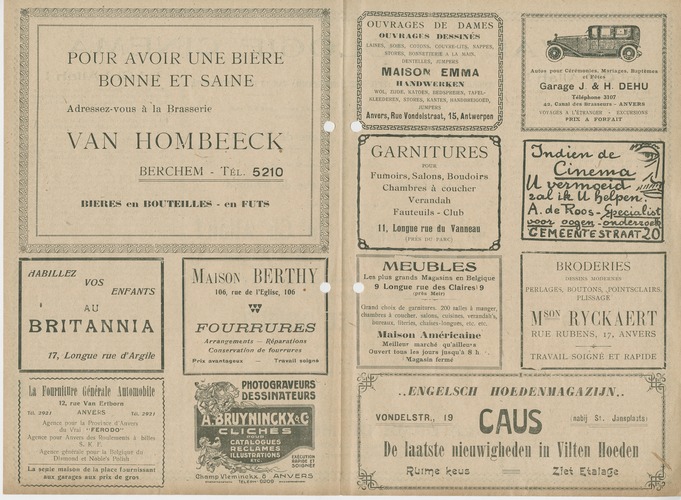 POUR AVOIR UNE BIÈRE
BONNE ET SAINE
Adressez-vous à la Brasserie
VAN HOMBEECK
BERCHEM - TÉL. 5210
BIERES en BOUTEILLES - en FUTS
OUVRAGES DE DAMES
OUVRAGES DESSINÉS
LAINES, SOIES, COTONS, COUVRE-LITS, NAPPES,
STORES, BONNETERIE A LA MAIN,
DENTELLES, JUMPERS
MAISON EMMA
HANDWERKEN
WOL, ZIJDE, KATOEN, BEDSPREIEN, TAFEL-
KLEEDEREN, STORES, KANTEN, HANDBREIGOED,
JUMPERS
Anvers, Rue Vondelstraat, 15, Antwerpen
Autos pour Cérémonies, Mariages, Baptêmes
et Fêtes
Garage J. & H. DEHU
Téléphone 3107
42, Canal des Brasseurs - ANVERS
VOYAGES A L'ÉTRANGER - EXCURSIONS
PRIX A FORFAIT
GARNITURES
POUR
Fumoirs, Salons, Boudoirs
Chambres à coucher
Verandah
Fauteuils - Club
11, Longue rue du Vanneau
(PRÈS DU PARC)
Indien de
Cinema
U vermoeid
zal ik U helpen.
A. de Roos - Specialist
voor oogen-onderzoek
GEMEENTESTRAAT 20
HABILLEZ
VOS
ENFANTS
AU
BRITANNIA
17, Longue rue d'Argile
MAISON BERTHY
106, rue de l'Eglise, 106
FOURRURES
Arrangements - Réparations
Conservation de fourrures
Prix avantageux - Travail soigné
MEUBLES
Les plus grands Magasins en Belgique
9 Longue rue des Claires 9
(près Meir)
Grand choix de garnitures. 200 salles à manger,
chambres à coucher, salons, cuisines, verandah's,
bureaux, literies, chaises-longues, etc. etc.
Maison Américaine
Meilleur marché qu'ailleurs
Ouvert tous les jours jusqu'à 8 h.
Magasin fermé
BRODERIES
DESSINS MODERNES
PERLAGES, BOUTONS, POINTSCLAIRS,
PLISSAGE
MSON RYCKAERT
RUE RUBENS, 17, ANVERS
TRAVAIL SOIGNÉ ET RAPIDE
La Fourniture Générale Automobile
12, rue Van Ertborn
Tél. 2921 ANVERS Tél. 2921
Agence pour la Province d'Anvers
du Vrai "FERODO"
Agence pour Anvers des Roulements à billes
S. K. F.
Agence générale pour la Belgique du
Diamond et Noble's Polish
La seule maison de la place fournissant
aux garages aux prix de gros
PHOTOGRAVEURS
DESSINATEURS
A. BRUYNINCKX & C
CLICHÉS
POUR
CATALOGUES
RÉCLAMES
ILLUSTRATIONS
ETC.
EXÉCUTION
RAPIDE ET
SOIGNÉE
Champ Vleminckx, 8 ANVERS
..ENGELSCH HOEDENMAGAZIJN..
VONDELSTR., 19 CAUS nabij St. Jansplaats
De laatste nieuwigheden in Vilten Hoeden
Ruime keus - Ziet Etalage